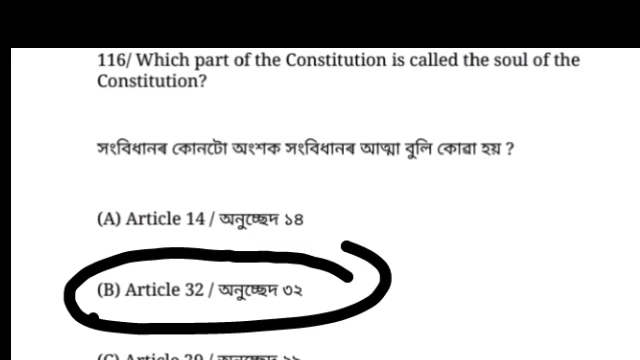 116/ Which part of the Constitution is called the soul of the
Constitution?
সংবিধানৰ কোনটো অংশক সংবিধানৰ আত্মা বুলি কোৱা হয় ?
(A) Article 14 / অনুচ্ছেদ ১৪
(B) Article 32 / অনুচ্ছেদ ৩২
(C) Article